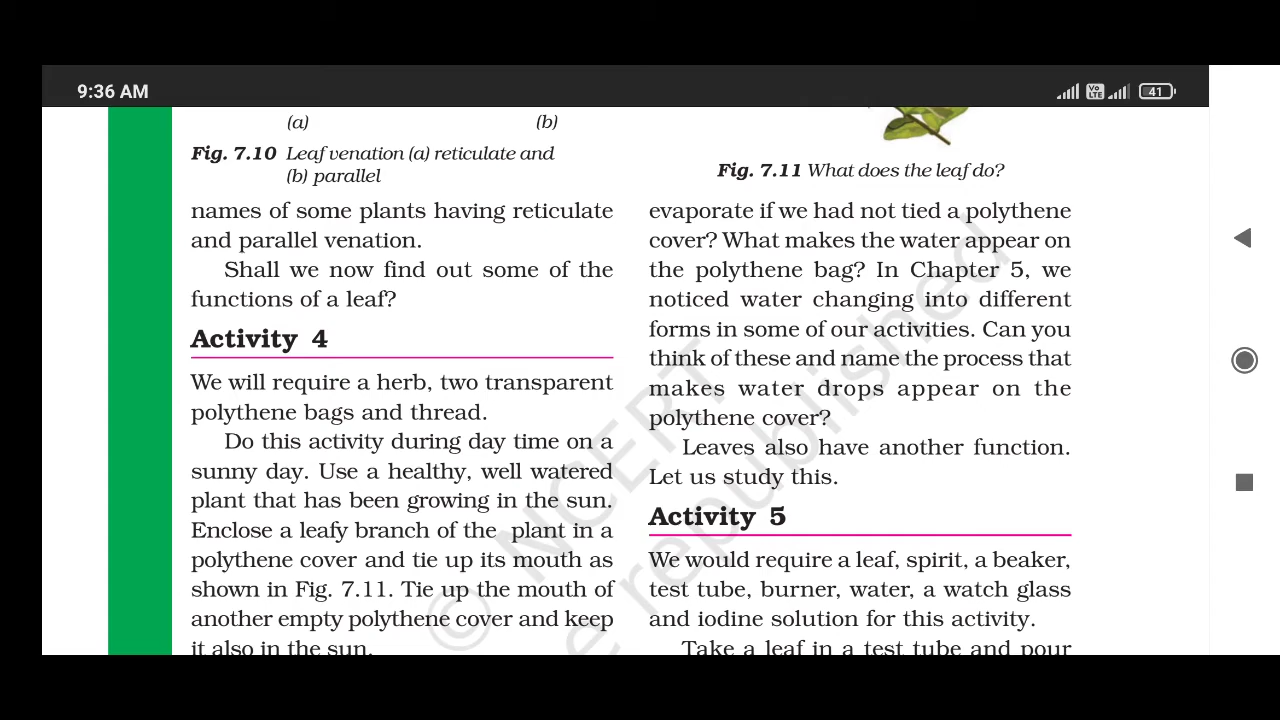 9:36 AM
Vo LTE
41
(a) (b)
Fig. 7.10 Leaf venation (a) reticulate and
(b) parallel
names of some plants having reticulate
and parallel venation.
Shall we now find out some of the
functions of a leaf?
Activity 4
We will require a herb, two transparent
polythene bags and thread.
Do this activity during day time on a
sunny day. Use a healthy, well watered
plant that has been growing in the sun.
Enclose a leafy branch of the plant in a
polythene cover and tie up its mouth as
shown in Fig. 7.11. Tie up the mouth of
another empty polythene cover and keep
it also in the sun.
Fig. 7.11 What does the leaf do?
evaporate if we had not tied a polythene
cover? What makes the water appear on
the polythene bag? In Chapter 5, we
noticed water changing into different
forms in some of our activities. Can you
think of these and name the process that
makes water drops appear on the
polythene cover?
Leaves also have another function.
Let us study this.
Activity 5
We would require a leaf, spirit, a beaker,
test tube, burner, water, a watch glass
and iodine solution for this activity.
Take a leaf in a test tube and pour
© NCERT
e republished